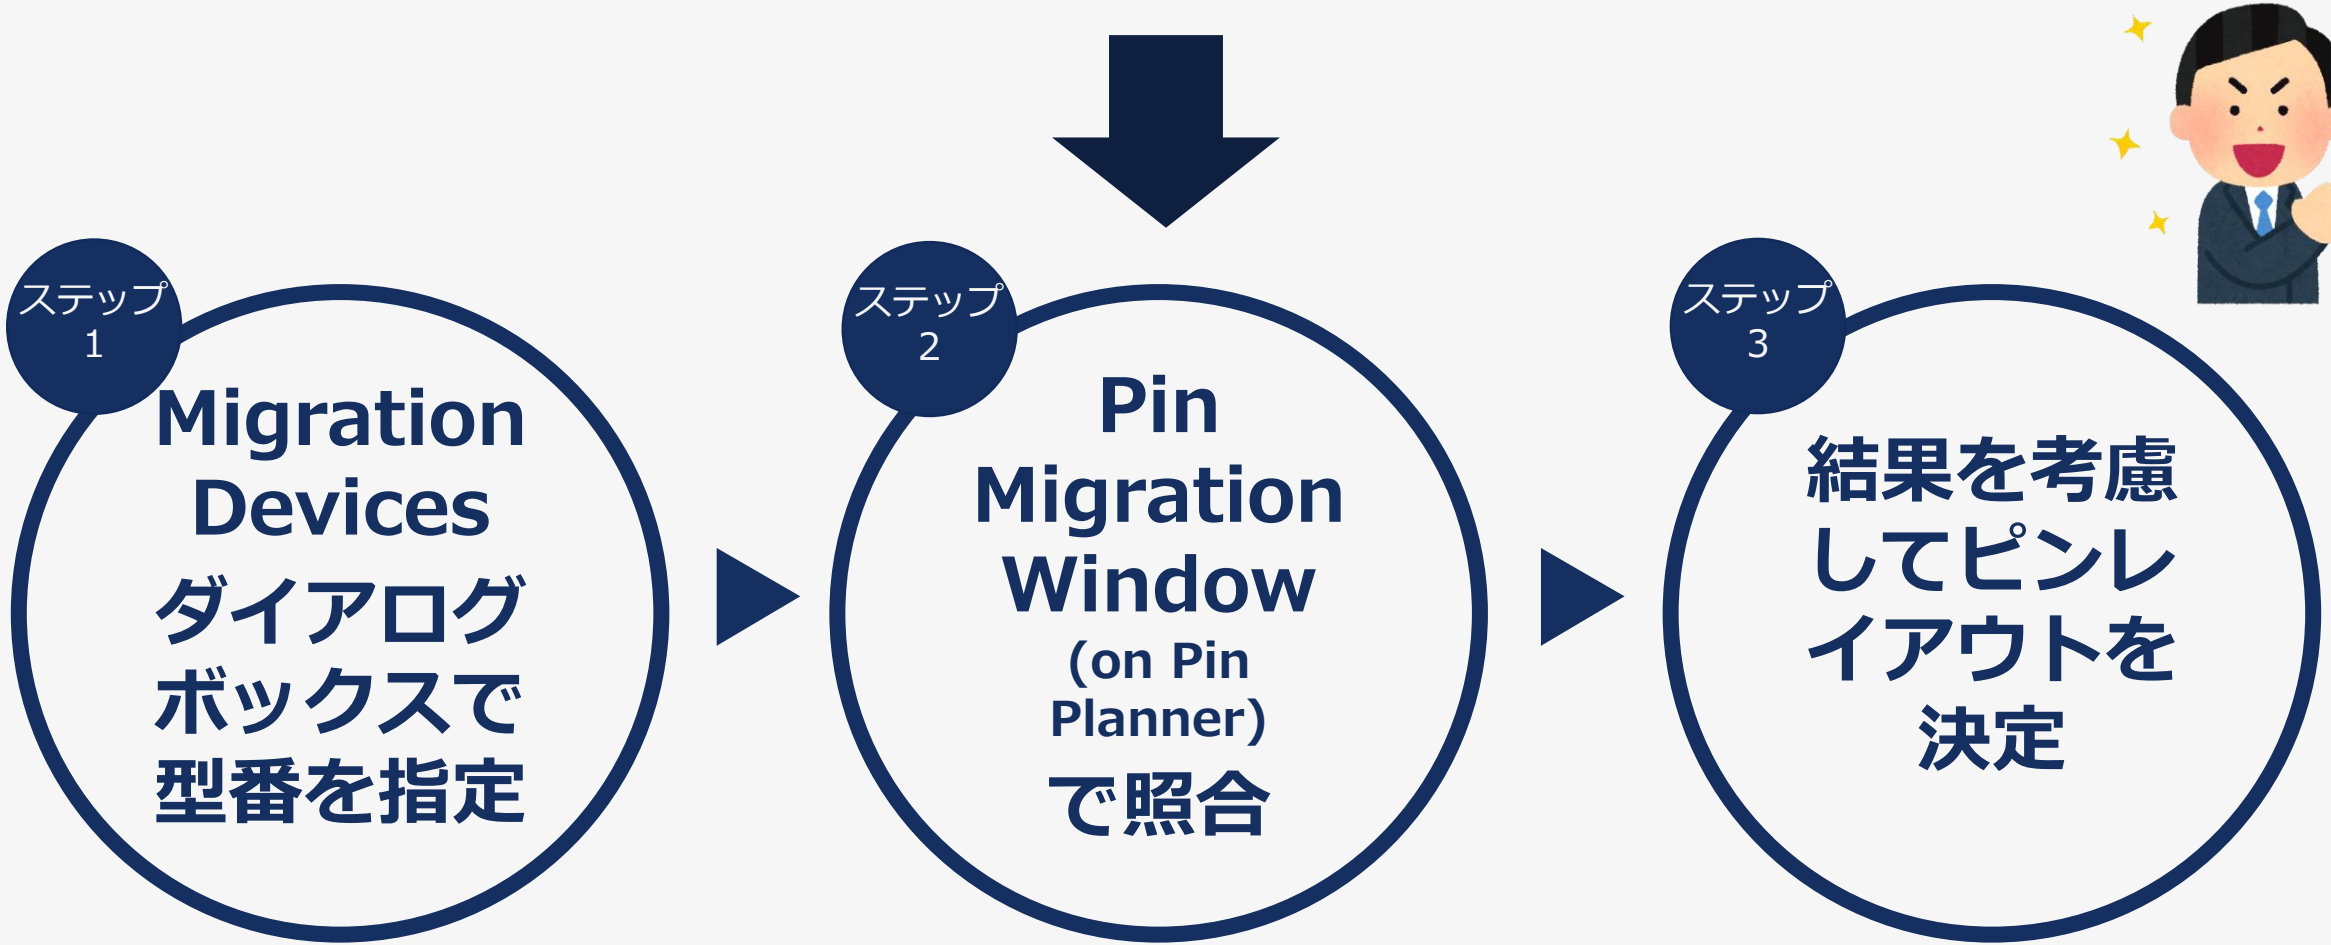 ステップ
1
Migration
Devices
ダイアログ
ボックスで
型番を指定
ステップ
2
Pin
Migration
Window
(on Pin
Planner)
で照合
ステップ
3
結果を考慮
してピンレ
イアウトを
決定